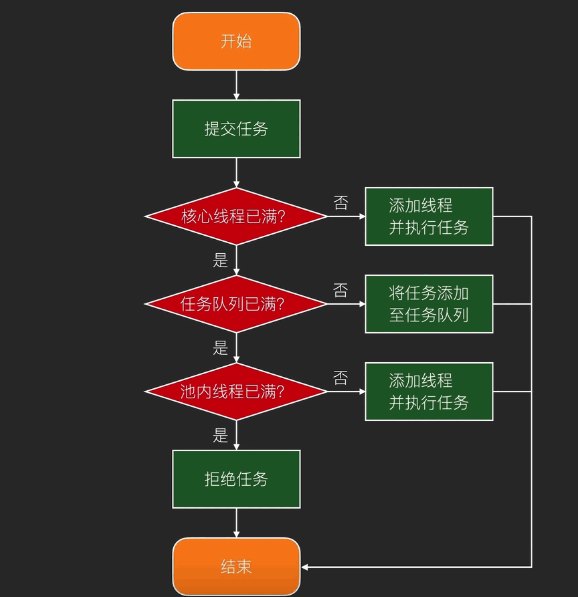 开始
提交任务
核心线程已满?
否
添加线程
并执行任务
是
任务队列已满?
否
将任务添加
至任务队列
是
池内线程已满?
否
添加线程
并执行任务
是
拒绝任务
结束